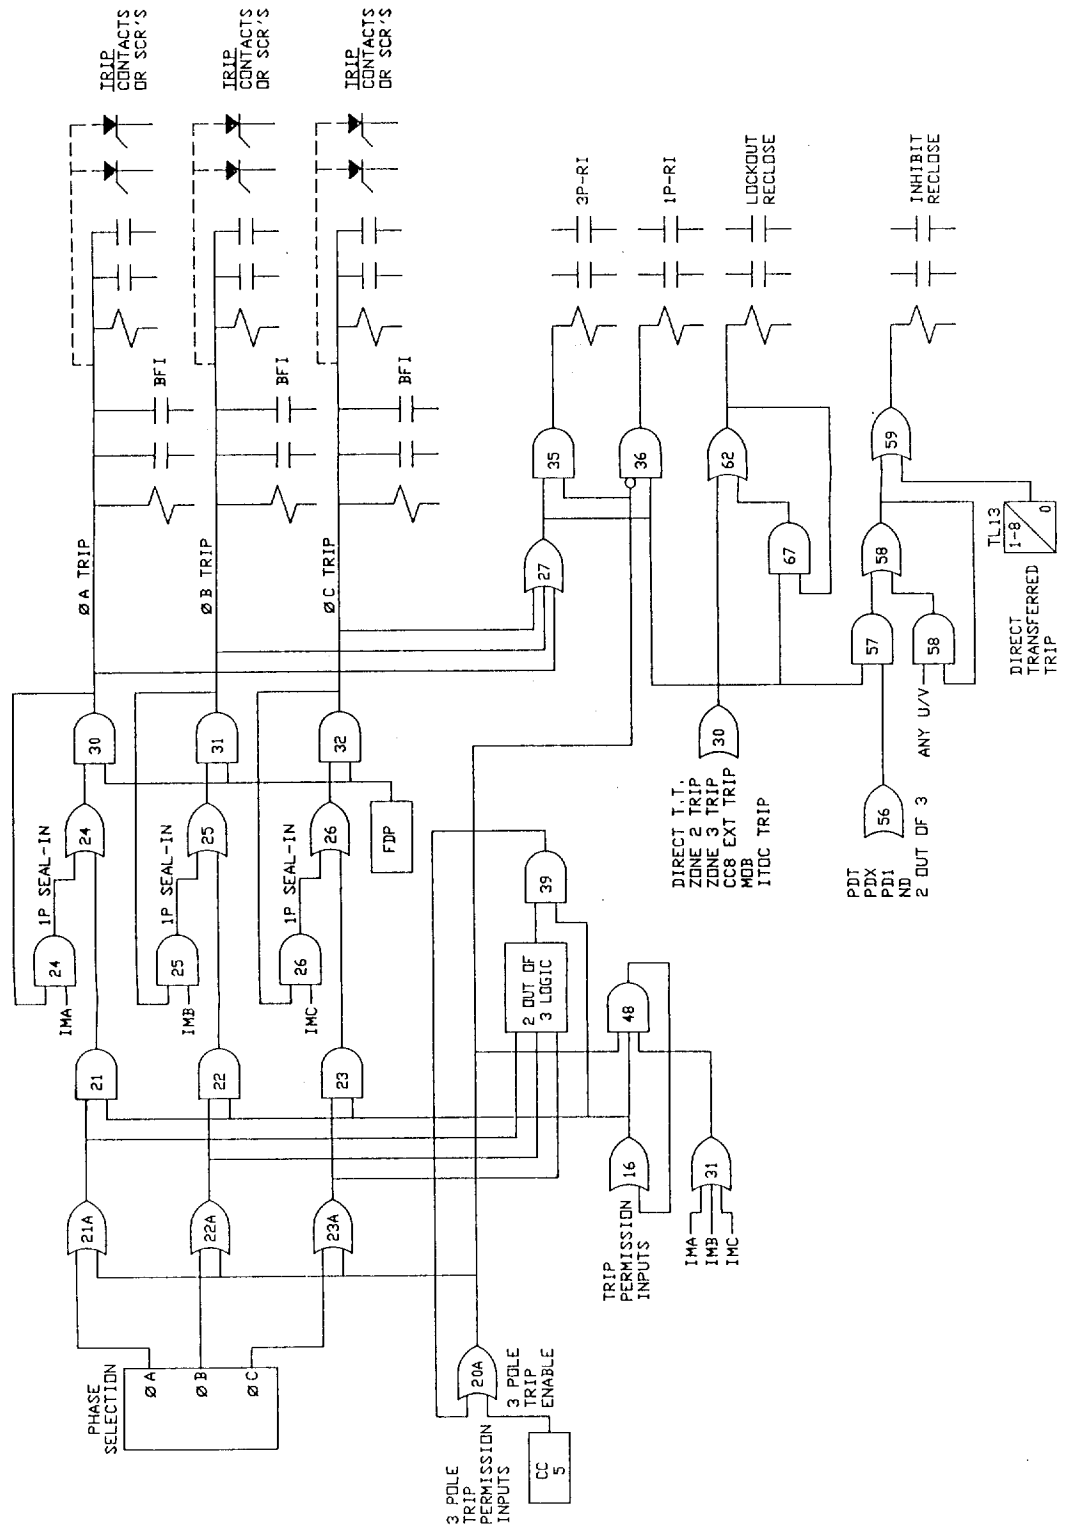 PHASE
SELECTION
Ø A
Ø B
Ø C
21A
22A
23A
3 POLE
TRIP
PERMISSION
INPUTS
20A
3 POLE
TRIP
ENABLE
CC
5
21
22
23
IMA
IMB
IMC
24
25
26
1P SEAL-IN
1P SEAL-IN
1P SEAL-IN
24
25
26
30
31
32
FDP
Ø A TRIP
Ø B TRIP
Ø C TRIP
BFI
BFI
BFI
TRIP
CONTACTS
OR SCR'S
TRIP
CONTACTS
OR SCR'S
TRIP
CONTACTS
OR SCR'S
2 OUT OF
3 LOGIC
39
TRIP
PERMISSION
INPUTS
16
48
IMA
IMB
IMC
31
27
35
36
3P-RI
1P-RI
DIRECT T.T.
ZONE 2 TRIP
ZONE 3 TRIP
CC8 EXT TRIP
MOB
ITOC TRIP
30
67
62
LOCKOUT
RECLOSE
PDT
PDX
PD1
ND
2 OUT OF 3
56
57
ANY U/V
58
58
59
INHIBIT
RECLOSE
DIRECT
TRANSFERRED
TRIP
TL13
1-8
0